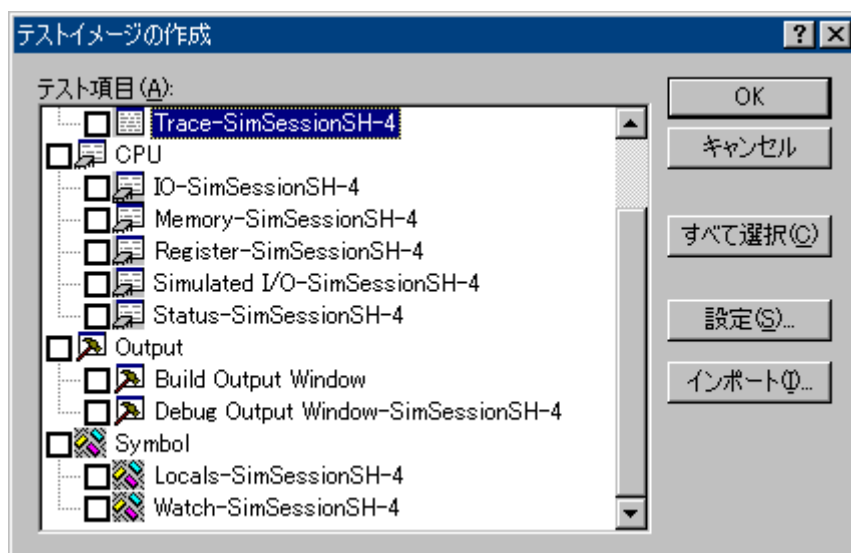 テストイメージの作成
テスト項目(A):
Trace-SimSessionSH-4
CPU
IO-SimSessionSH-4
Memory-SimSessionSH-4
Register-SimSessionSH-4
Simulated I/O-SimSessionSH-4
Status-SimSessionSH-4
Output
Build Output Window
Debug Output Window-SimSessionSH-4
Symbol
Locals-SimSessionSH-4
Watch-SimSessionSH-4
OK
キャンセル
すべて選択(C)
設定(S)...
インポート(I)...